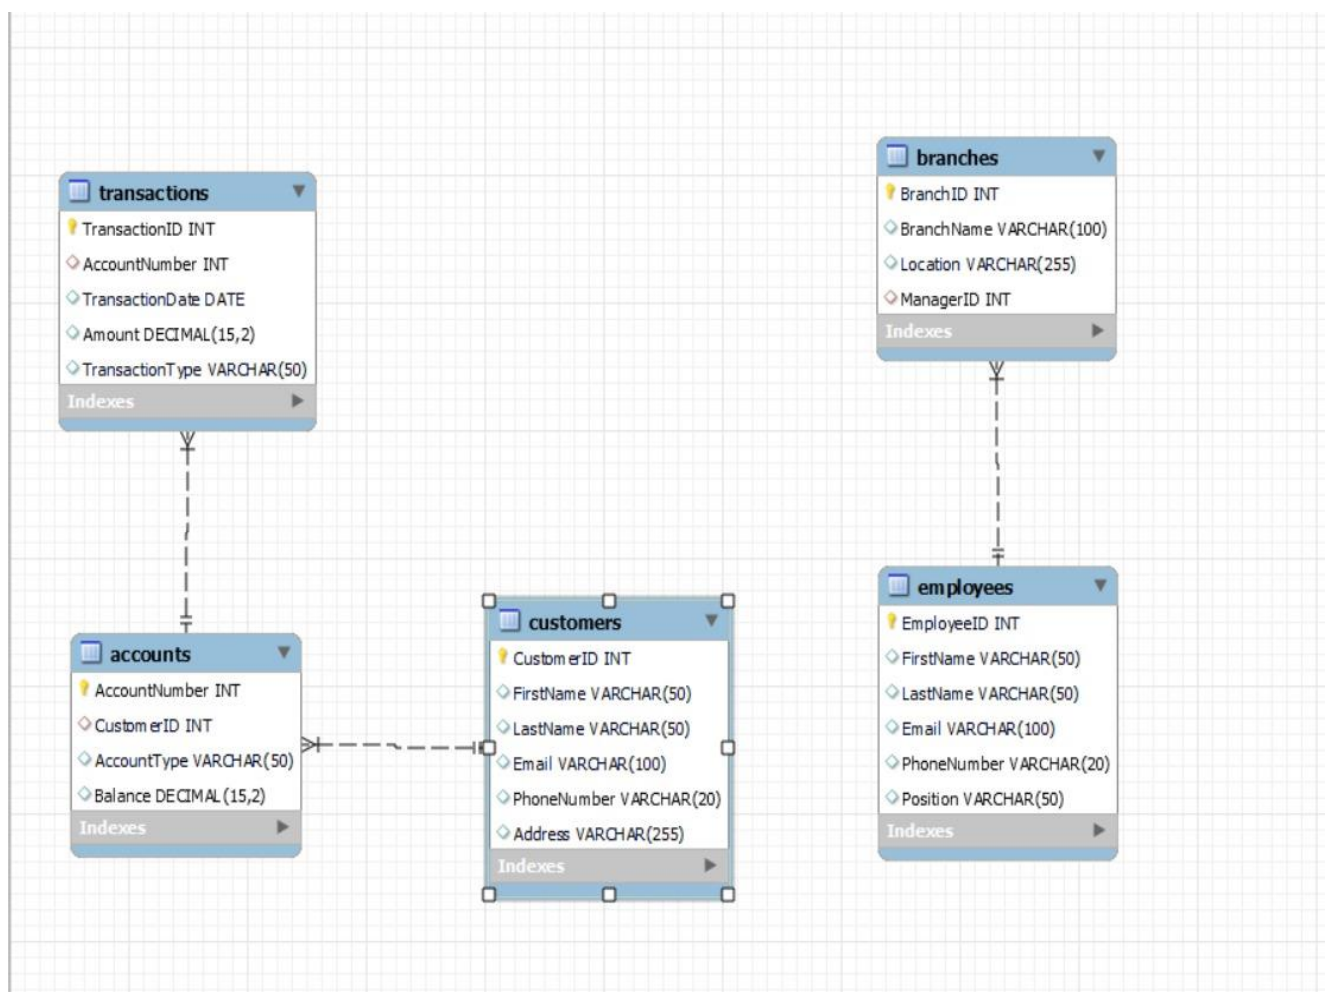 transactions
TransactionID INT
AccountNumber INT
TransactionDate DATE
Amount DECIMAL(15,2)
TransactionType VARCHAR(50)
Indexes
branches
BranchID INT
BranchName VARCHAR(100)
Location VARCHAR(255)
ManagerID INT
Indexes
accounts
AccountNumber INT
CustomerID INT
AccountType VARCHAR(50)
Balance DECIMAL(15,2)
Indexes
customers
CustomerID INT
FirstName VARCHAR(50)
LastName VARCHAR(50)
Email VARCHAR(100)
PhoneNumber VARCHAR(20)
Address VARCHAR(255)
Indexes
employees
EmployeeID INT
FirstName VARCHAR(50)
LastName VARCHAR(50)
Email VARCHAR(100)
PhoneNumber VARCHAR(20)
Position VARCHAR(50)
Indexes